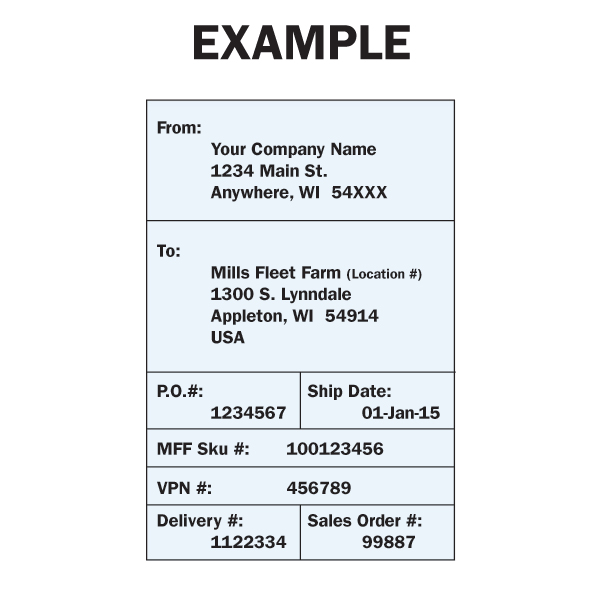 EXAMPLE
From:
Your Company Name
1234 Main St.
Anywhere, WI 54XXX
To:
Mills Fleet Farm (Location #)
1300 S. Lynndale
Appleton, WI 54914
USA
P.O.#:
1234567
Ship Date:
01-Jan-15
MFF Sku #: 100123456
VPN #: 456789
Delivery #:
1122334
Sales Order #:
99887